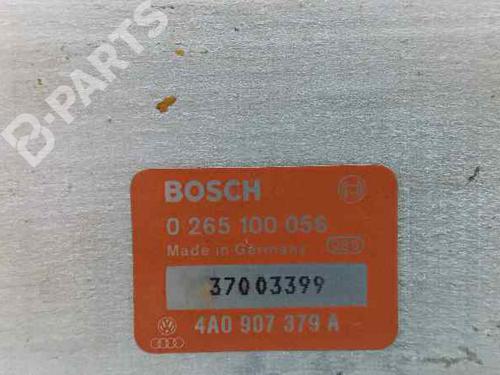 B-PARTS
BOSCH
0 265 100 056
Made in Germany
37003399
4A0 907 379 A